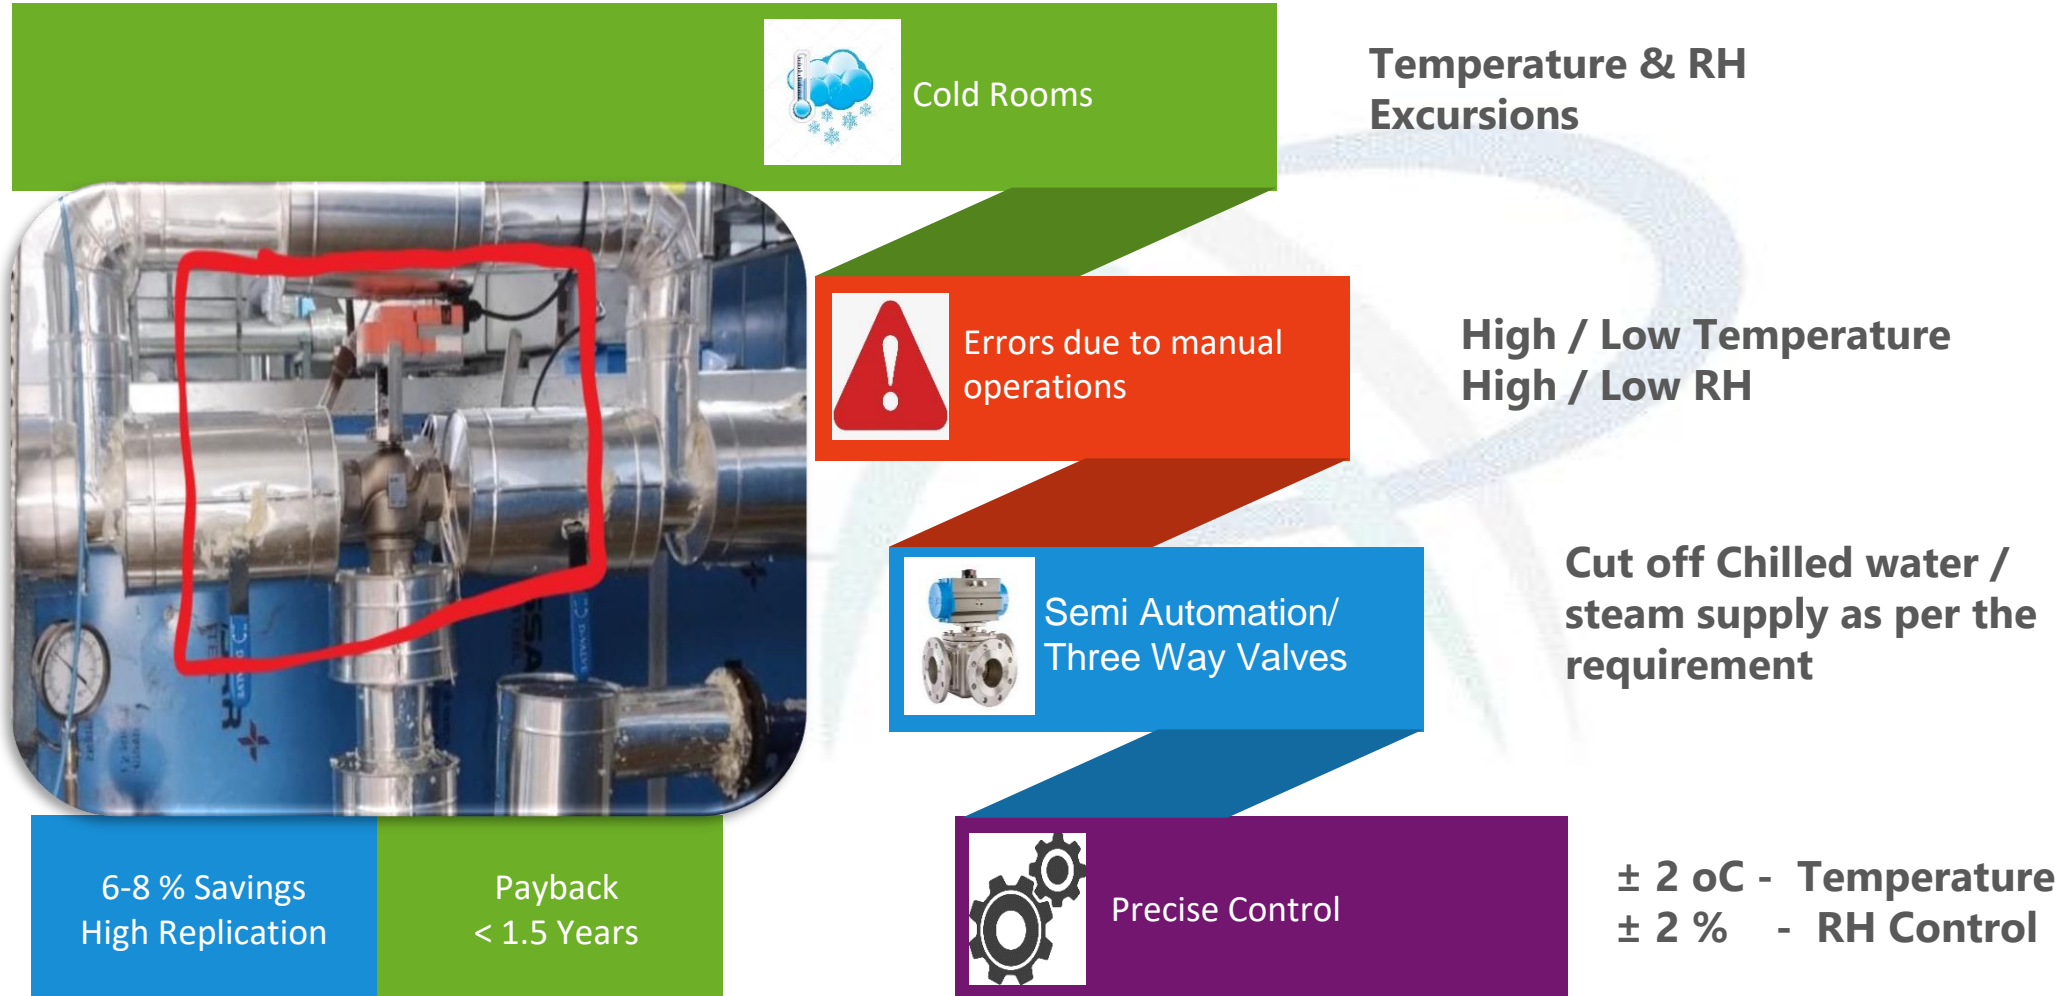 Cold Rooms
Temperature & RH
Excursions
Errors due to manual
operations
High / Low Temperature
High / Low RH
Semi Automation/
Three Way Valves
Cut off Chilled water /
steam supply as per the
requirement
6-8 % Savings
High Replication
Payback
< 1.5 Years
Precise Control
± 2 oC - Temperature
± 2 % - RH Control